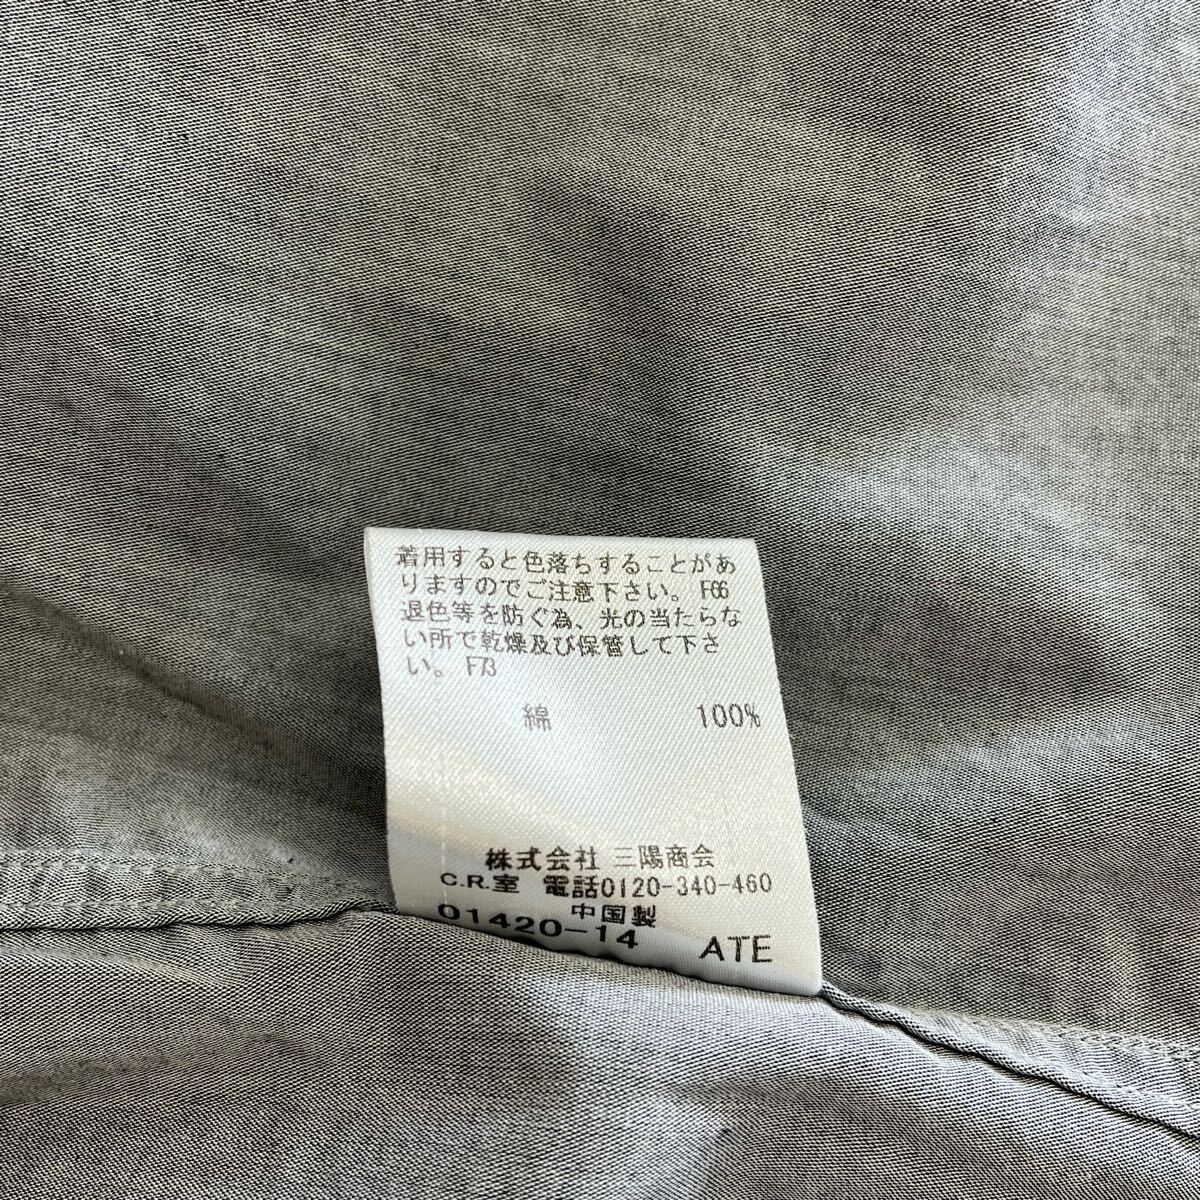 着用すると色落ちすることがあ
りますのでご注意下さい。 F66
退色等を防ぐ為、光の当たらな
い所で乾燥及び保管して下さ
い。 F73
綿 100%
株式会社 三陽商会
C.R.室 電話0120-340-460
中国製
01420-14 ATE